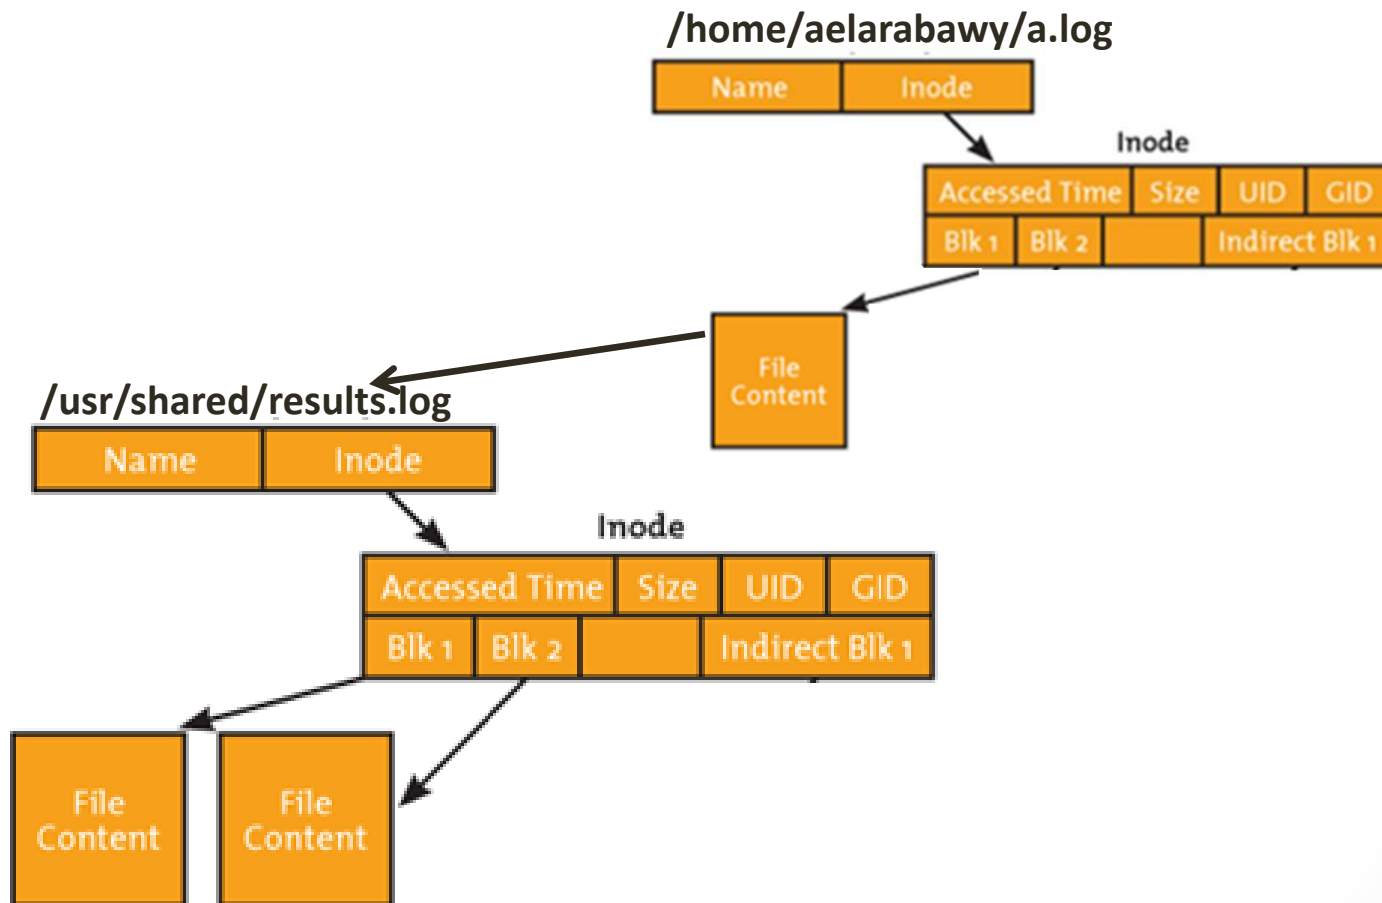 /home/aelarabawy/a.log
Name Inode
Inode
Accessed Time Size UID GID
Blk 1 Blk 2 Indirect Blk 1
File
Content
/usr/shared/results.log
Name Inode
Inode
Accessed Time Size UID GID
Blk 1 Blk 2 Indirect Blk 1
File
Content
File
Content